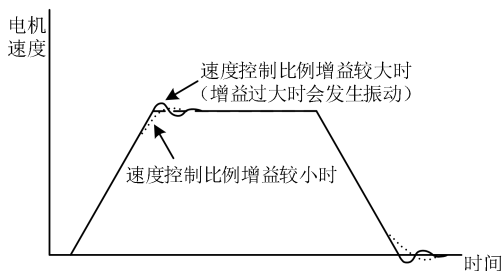 电机
速度
速度控制比例增益较大时
（增益过大时会发生振动）
速度控制比例增益较小时
时间